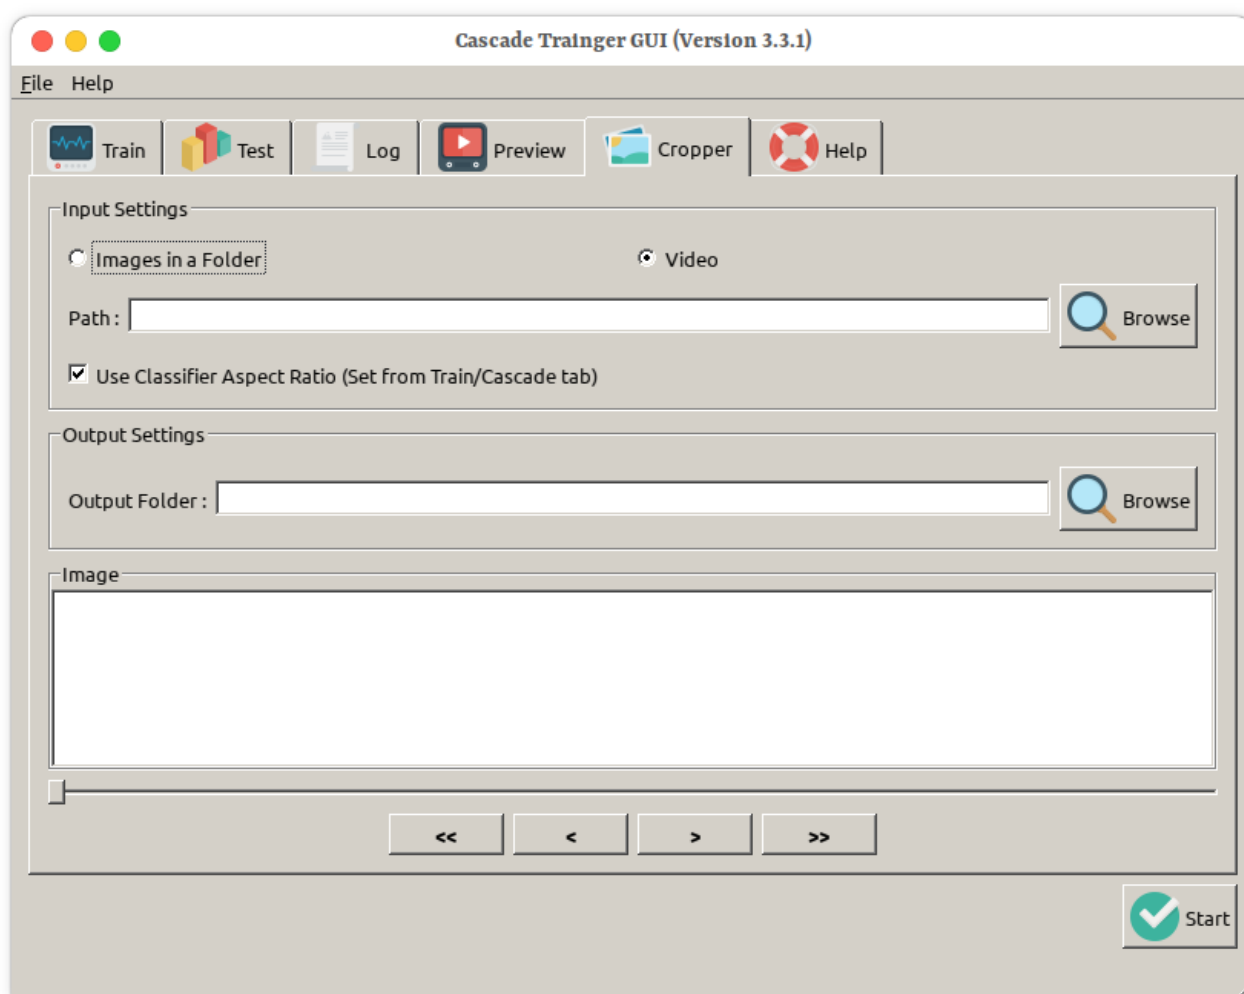 Cascade Trainger GUI (Version 3.3.1)
File Help
Train Test Log Preview Cropper Help
Input Settings
Images in a Folder Video
Path : Browse
Use Classifier Aspect Ratio (Set from Train/Cascade tab)
Output Settings
Output Folder : Browse
Image
<< < > >>
Start